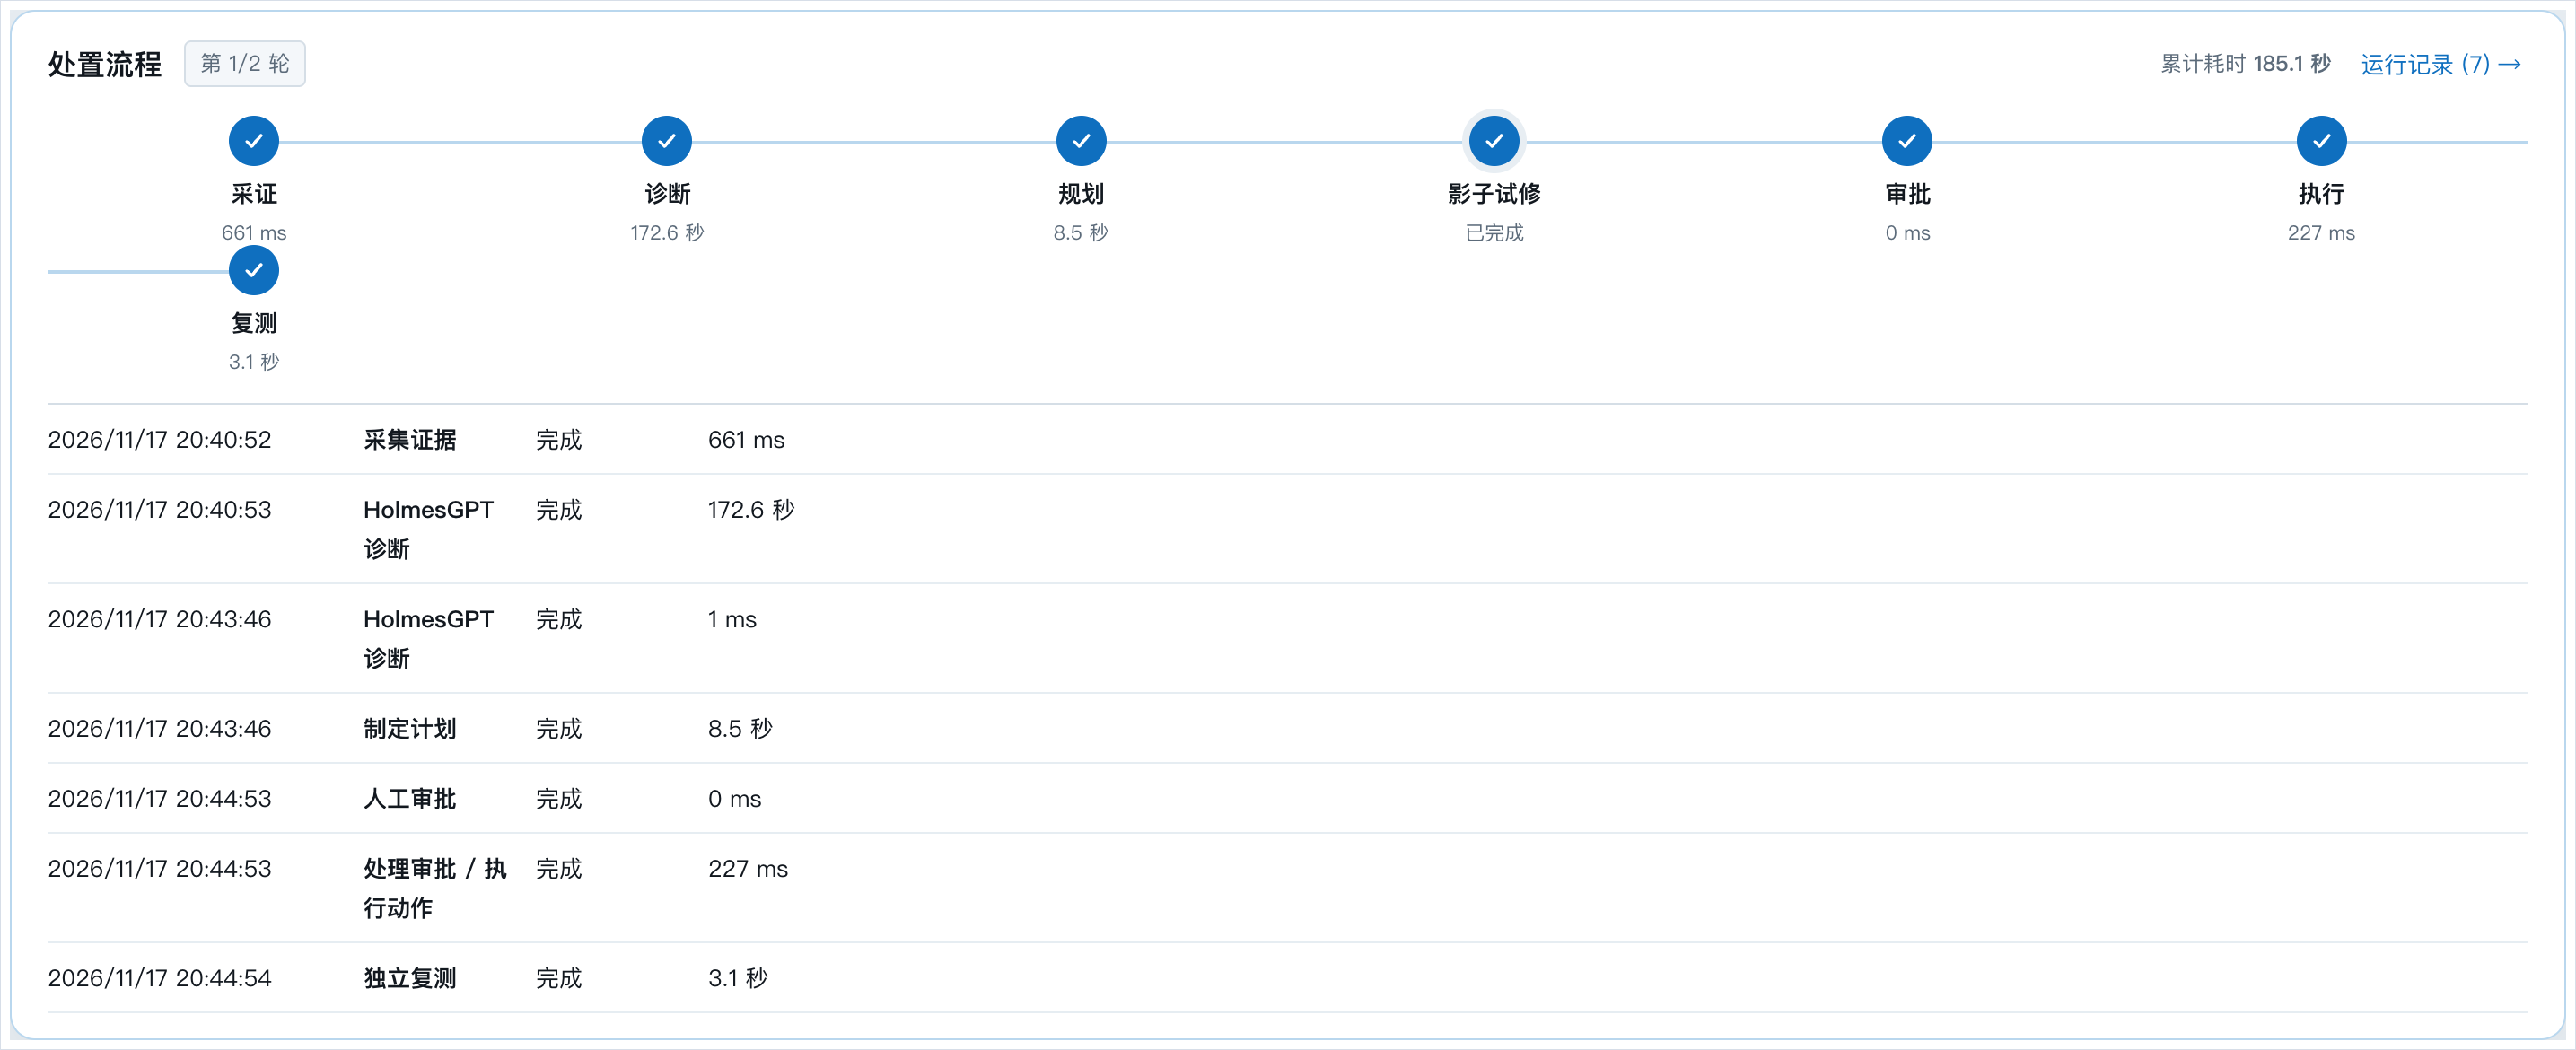 处置流程 第 1/2 轮 累计耗时 185.1 秒 运行记录 (7) →
采证 诊断 规划 影子试修 审批 执行
661 ms 172.6 秒 8.5 秒 已完成 0 ms 227 ms
复测
3.1 秒
2026/11/17 20:40:52 采集证据 完成 661 ms
2026/11/17 20:40:53 HolmesGPT 完成 172.6 秒
诊断
2026/11/17 20:43:46 HolmesGPT 完成 1 ms
诊断
2026/11/17 20:43:46 制定计划 完成 8.5 秒
2026/11/17 20:44:53 人工审批 完成 0 ms
2026/11/17 20:44:53 处理审批 / 执 完成 227 ms
行动作
2026/11/17 20:44:54 独立复测 完成 3.1 秒